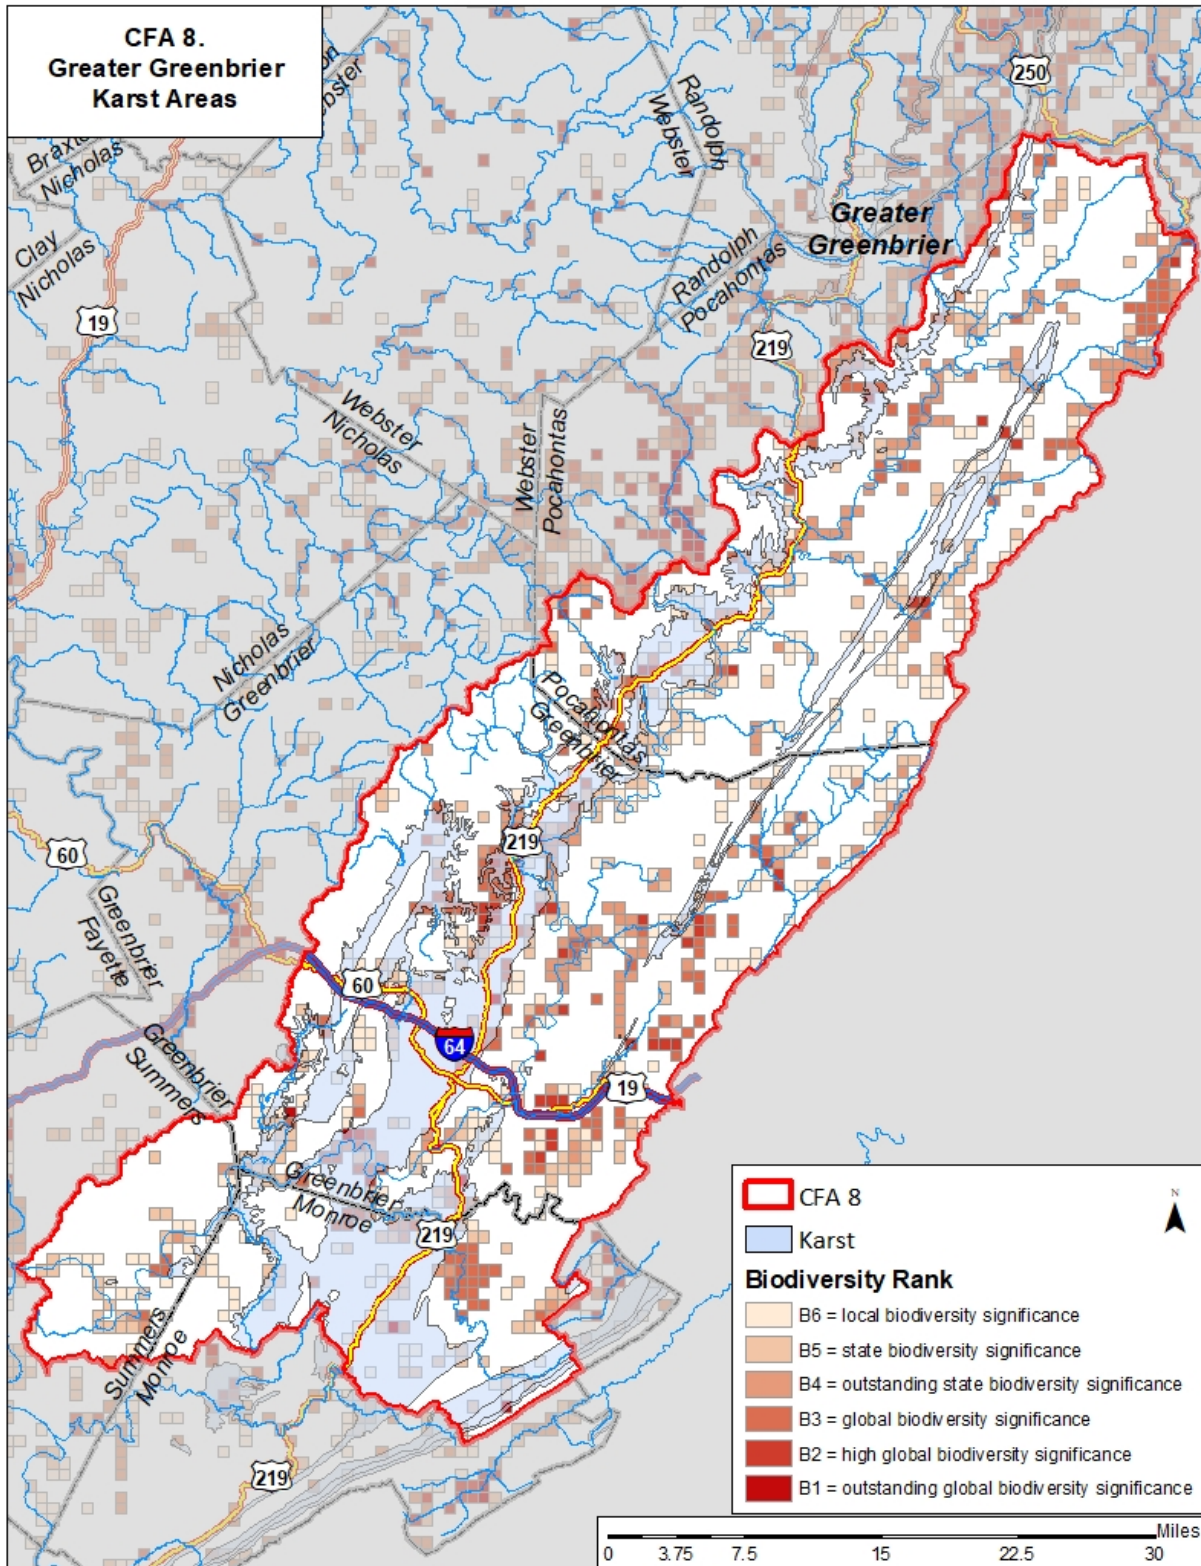 CFA 8.
Greater Greenbrier
Karst Areas
250
Webster
Randolph
Webster
Nicholas
Clay
Nicholas
Greater
Greenbrier
Randolph
Pocahontas
19
219
Webster
Nicholas
Webster
Pocahontas
Nicholas
Greenbrier
Pocahontas
Greenbrier
219
60
Greenbrier
Fayette
60
64
19
Greenbrier
Summers
Greenbrier
Monroe
219
Summers
Monroe
219
CFA 8
Karst
Biodiversity Rank
B6 = local biodiversity significance
B5 = state biodiversity significance
B4 = outstanding state biodiversity significance
B3 = global biodiversity significance
B2 = high global biodiversity significance
B1 = outstanding global biodiversity significance
N
Miles
0 3.75 7.5 15 22.5 30